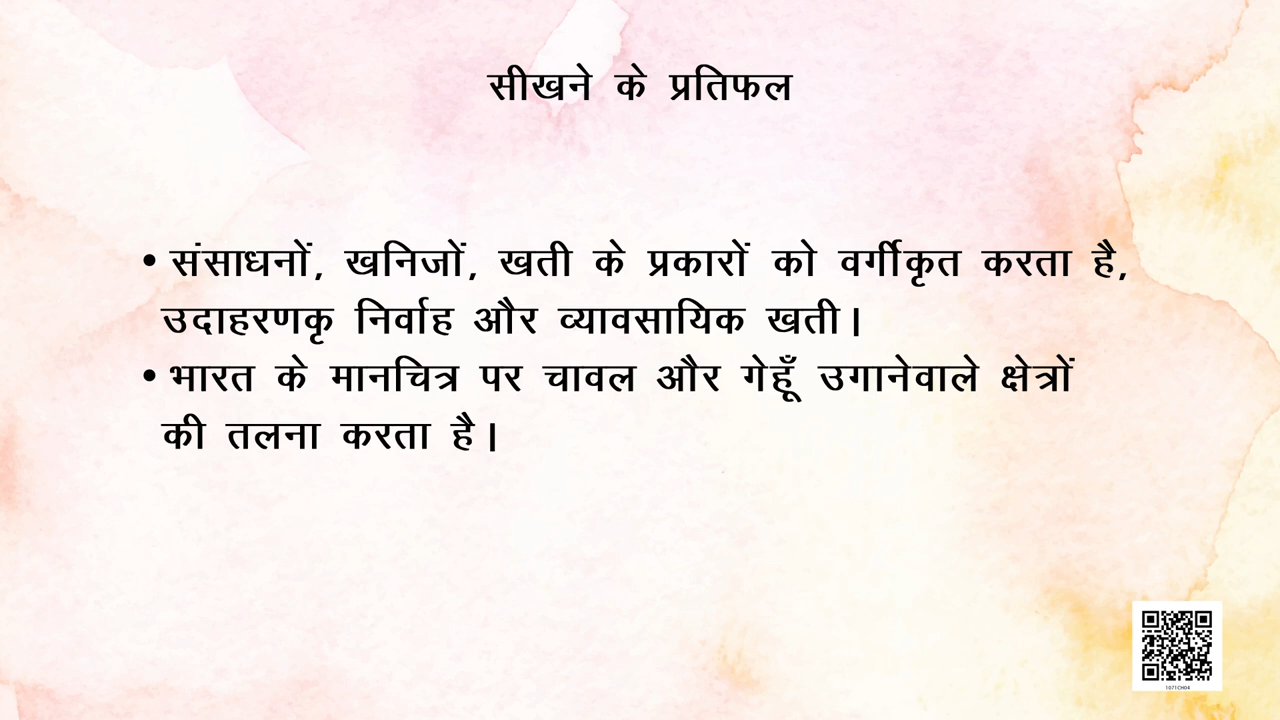 सीखने के प्रतिफल
• संसाधनों, खनिजों, खती के प्रकारों को वर्गीकृत करता है,
उदाहरणकृ निर्वाह और व्यावसायिक खती।
• भारत के मानचित्र पर चावल और गेहूँ उगानेवाले क्षेत्रों
की तलना करता है।
1071CH04